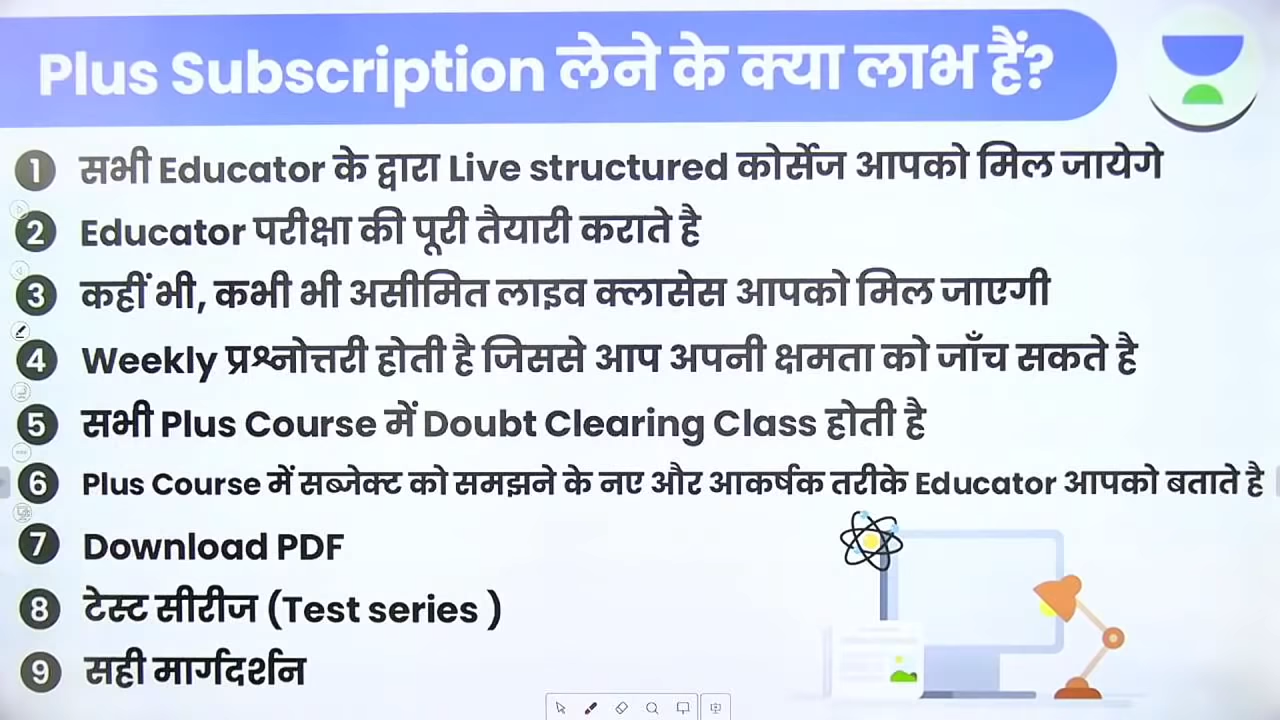 Plus Subscription लेने के क्या लाभ हैं?
1 सभी Educator के द्वारा Live structured कोर्सेज आपको मिल जायेगे
2 Educator परीक्षा की पूरी तैयारी कराते है
3 कहीं भी, कभी भी असीमित लाइव क्लासेस आपको मिल जाएगी
4 Weekly प्रश्नोत्तरी होती है जिससे आप अपनी क्षमता को जाँच सकते है
5 सभी Plus Course में Doubt Clearing Class होती है
6 Plus Course में सब्जेक्ट को समझने के नए और आकर्षक तरीके Educator आपको बताते है
7 Download PDF
8 टेस्ट सीरीज (Test series )
9 सही मार्गदर्शन